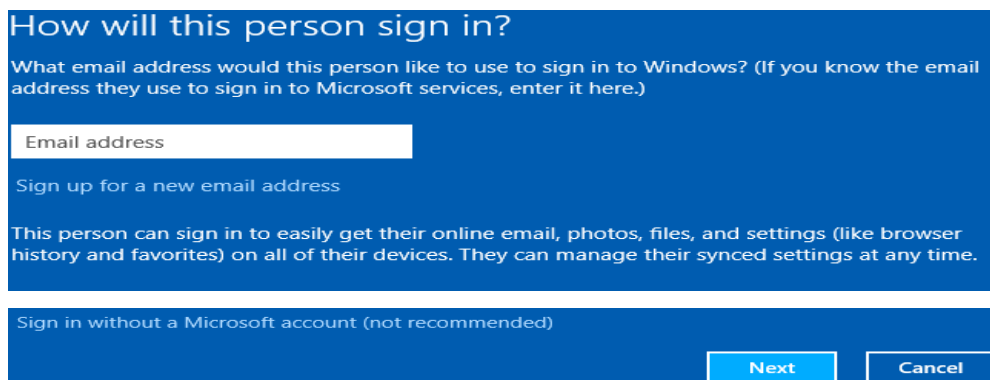 How will this person sign in?
What email address would this person like to use to sign in to Windows? (If you know the email
address they use to sign in to Microsoft services, enter it here.)
Email address
Sign up for a new email address
This person can sign in to easily get their online email, photos, files, and settings (like browser
history and favorites) on all of their devices. They can manage their synced settings at any time.
Sign in without a Microsoft account (not recommended)
Next Cancel